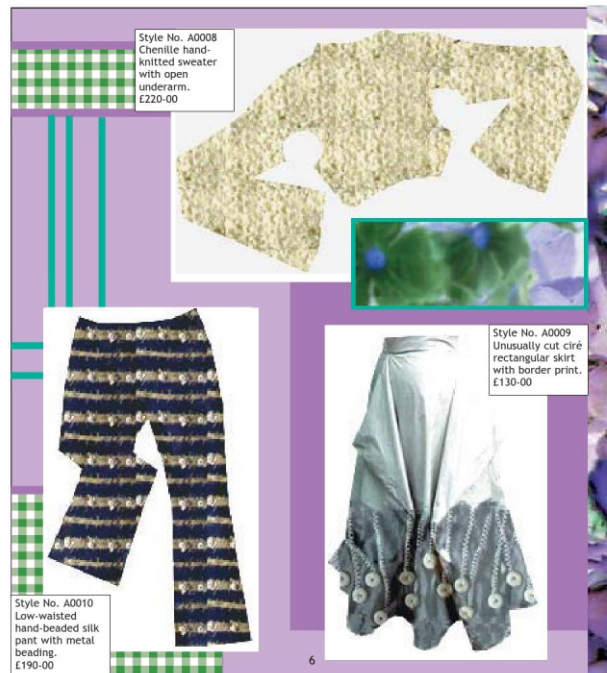 Style No. A0008
Chenille hand-
knitted sweater
with open
underarm.
£220-00
Style No. A0009
Unusually cut ciré
rectangular skirt
with border print.
£130-00
Style No. A0010
Low-waisted
hand-beaded silk
pant with metal
beading.
£190-00
6